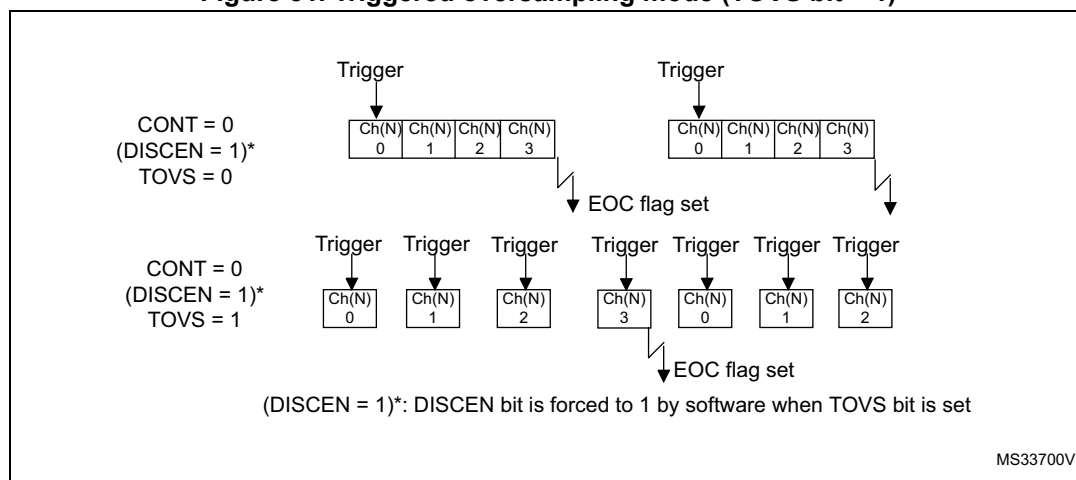 Triggered oversampling mode (TOVS bit = 1)
Trigger Trigger
CONT = 0
(DISCEN = 1)*
TOVS = 0
Ch(N) Ch(N) Ch(N) Ch(N) Ch(N) Ch(N) Ch(N) Ch(N)
0 1 2 3 0 1 2 3
EOC flag set
Trigger Trigger Trigger Trigger Trigger Trigger Trigger
CONT = 0
(DISCEN = 1)*
TOVS = 1
Ch(N) Ch(N) Ch(N) Ch(N) Ch(N) Ch(N) Ch(N)
0 1 2 3 0 1 2
EOC flag set
(DISCEN = 1)*: DISCEN bit is forced to 1 by software when TOVS bit is set
MS33700V